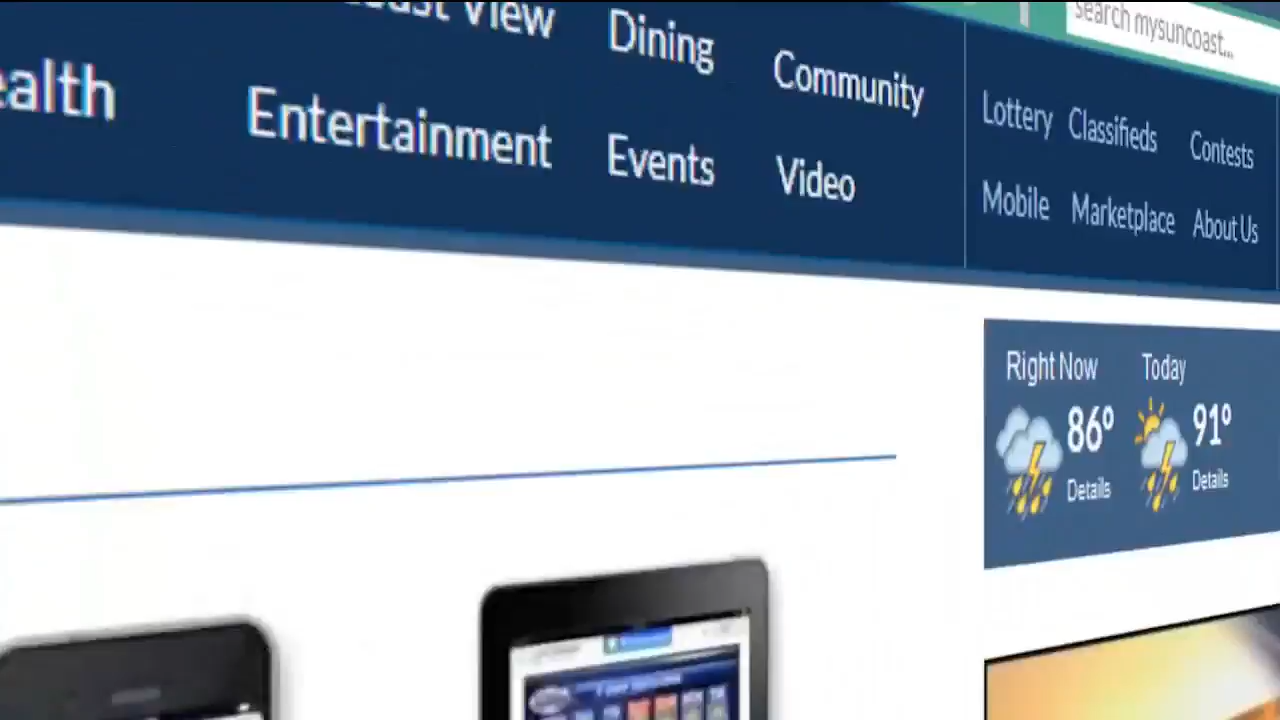 View
Dining
Community
search mysuncoast...
Entertainment
Events
Video
Lottery Classifieds Contests
Mobile Marketplace About Us
Right Now Today
86° 91°
Details Details